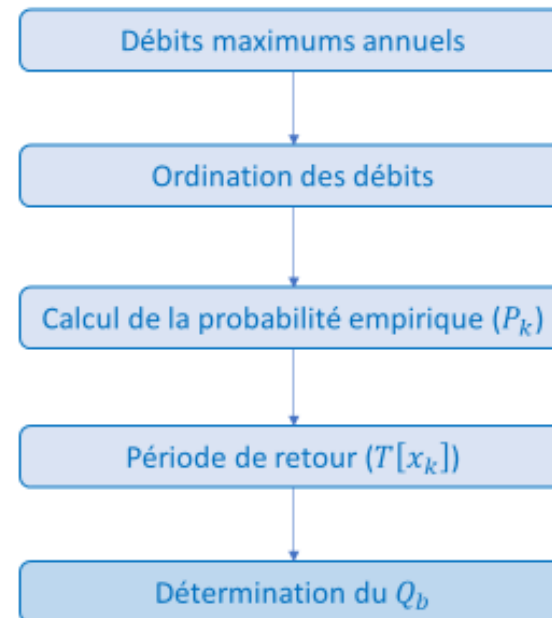 Débits maximums annuels
Ordination des débits
Calcul de la probabilité empirique (𝑃ₖ)
Période de retour (𝑇[𝑥ₖ])
Détermination du 𝑄_b